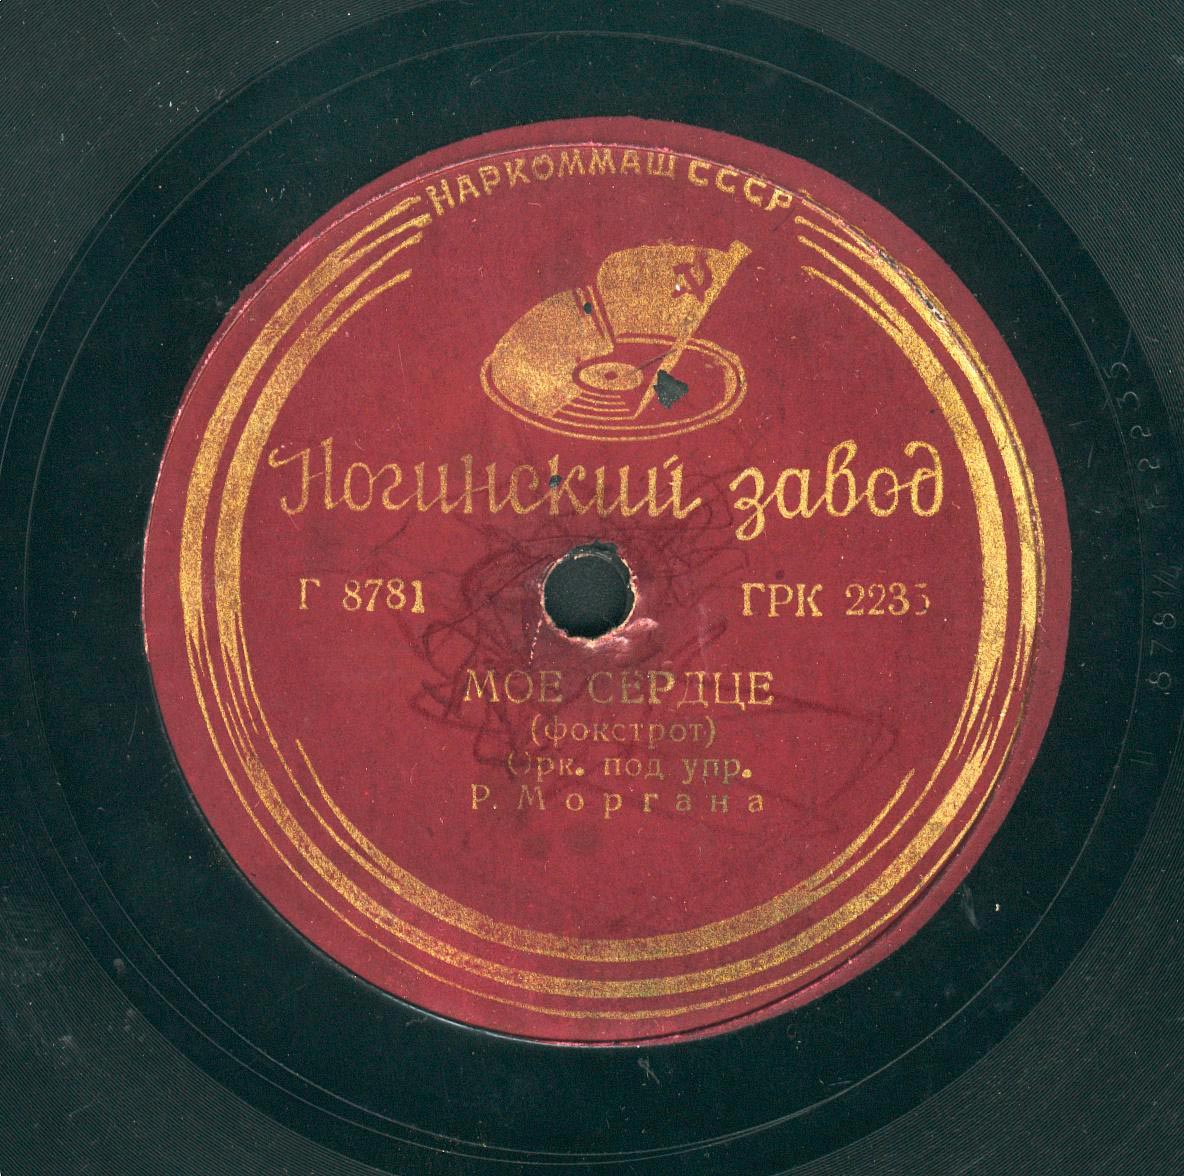 НАРКОММАШ СССР
Ногинский завод
Г 8781 ГРК 2235
МОЕ СЕРДЦЕ
(фокстрот)
Орк. под упр.
Р. Моргана